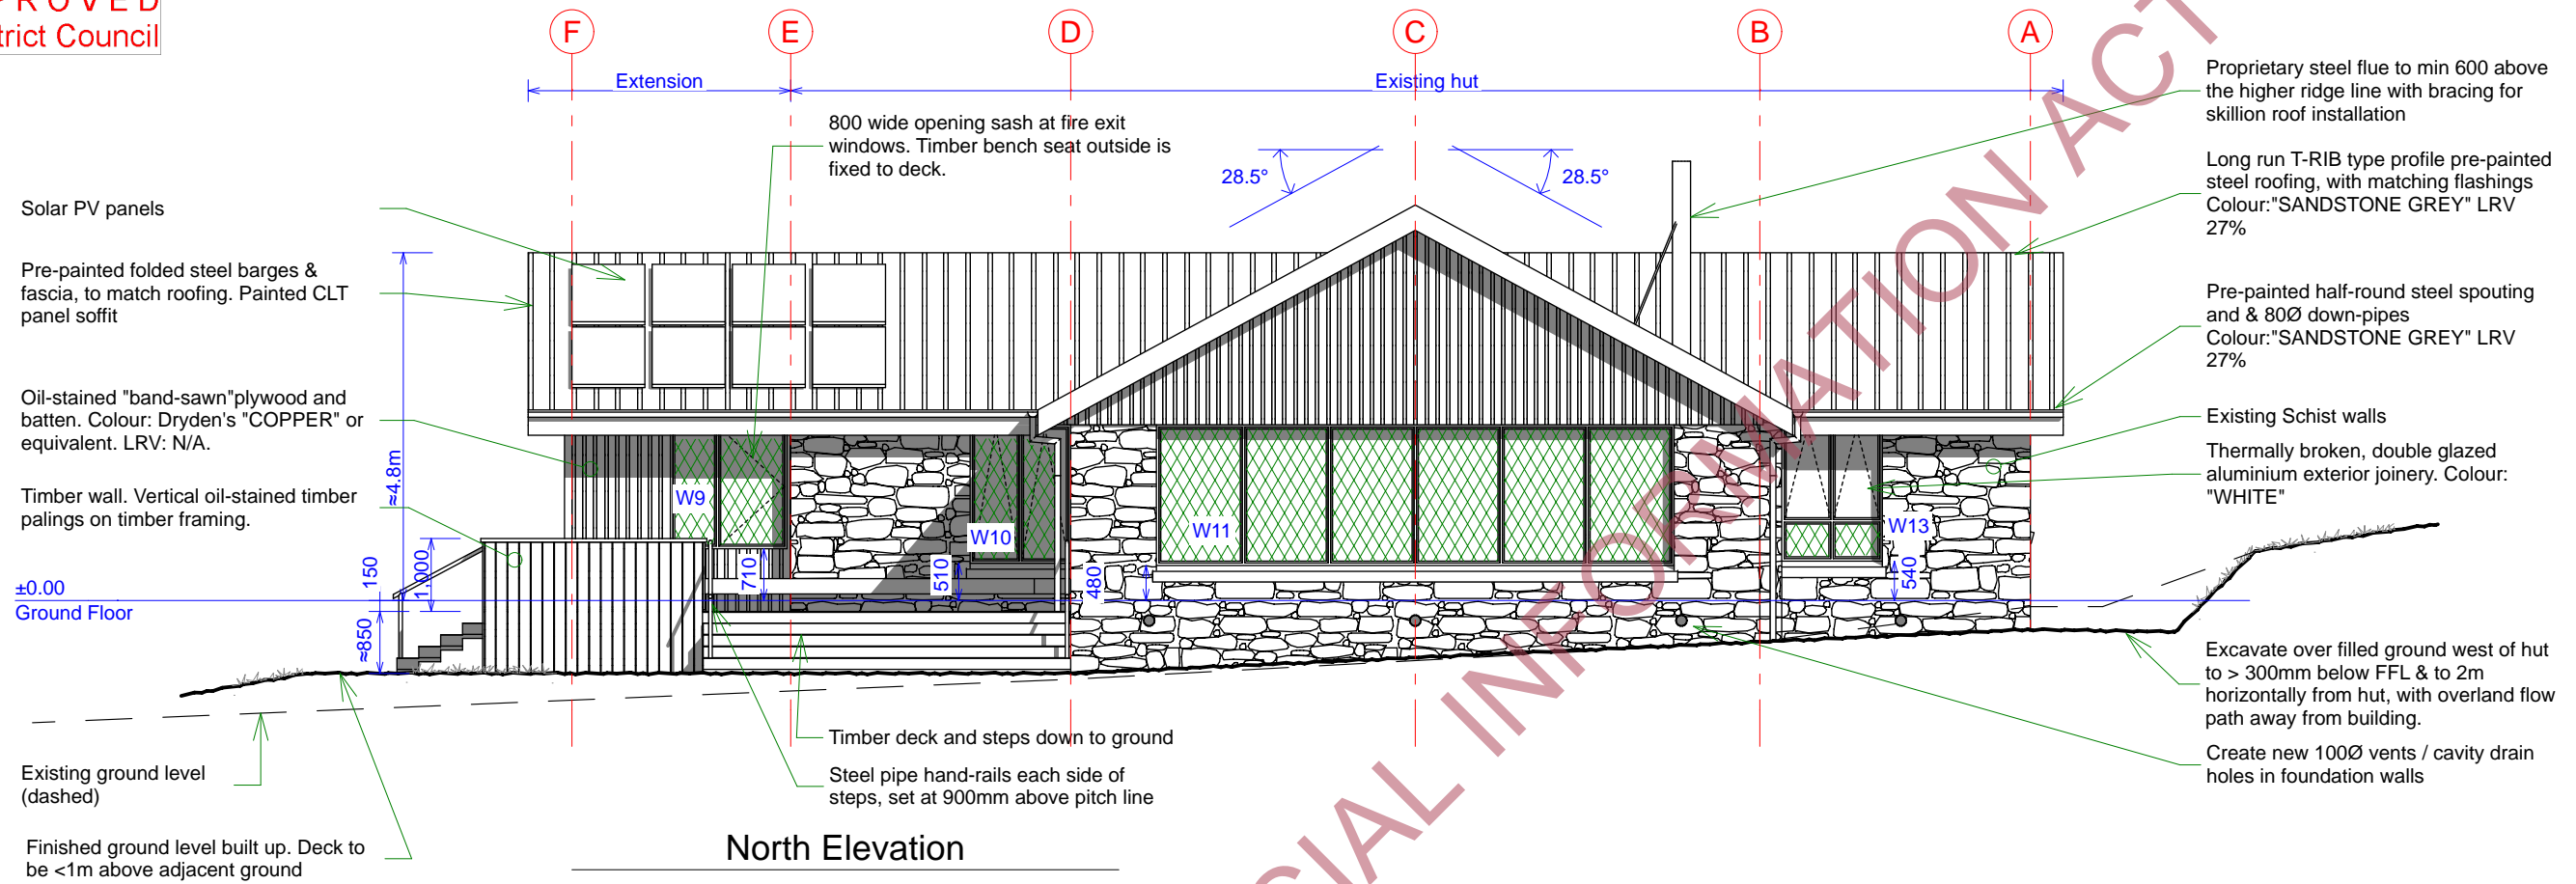 PROVED
trict Council
F
E
D
C
B
A
Extension
Existing hut
800 wide opening sash at fire exit
windows. Timber bench seat outside is
fixed to deck.
28.5°
28.5°
Proprietary steel flue to min 600 above
the higher ridge line with bracing for
skillion roof installation
Long run T-RIB type profile pre-painted
steel roofing, with matching flashings
Colour:"SANDSTONE GREY" LRV
27%
Pre-painted half-round steel spouting
and & 80Ø down-pipes
Colour:"SANDSTONE GREY" LRV
27%
Existing Schist walls
Thermally broken, double glazed
aluminium exterior joinery. Colour:
"WHITE"
Excavate over filled ground west of hut
to > 300mm below FFL & to 2m
horizontally from hut, with overland flow
path away from building.
Create new 100Ø vents / cavity drain
holes in foundation walls
Solar PV panels
Pre-painted folded steel barges &
fascia, to match roofing. Painted CLT
panel soffit
Oil-stained "band-sawn"plywood and
batten. Colour: Dryden's "COPPER" or
equivalent. LRV: N/A.
Timber wall. Vertical oil-stained timber
palings on timber framing.
±0.00
Ground Floor
≈4.8m
150
1,000
≈850
W9
W10
W11
W13
710
510
480
540
Timber deck and steps down to ground
Steel pipe hand-rails each side of
steps, set at 900mm above pitch line
Existing ground level
(dashed)
Finished ground level built up. Deck to
be <1m above adjacent ground
North Elevation
CIAL INFORMATION ACT